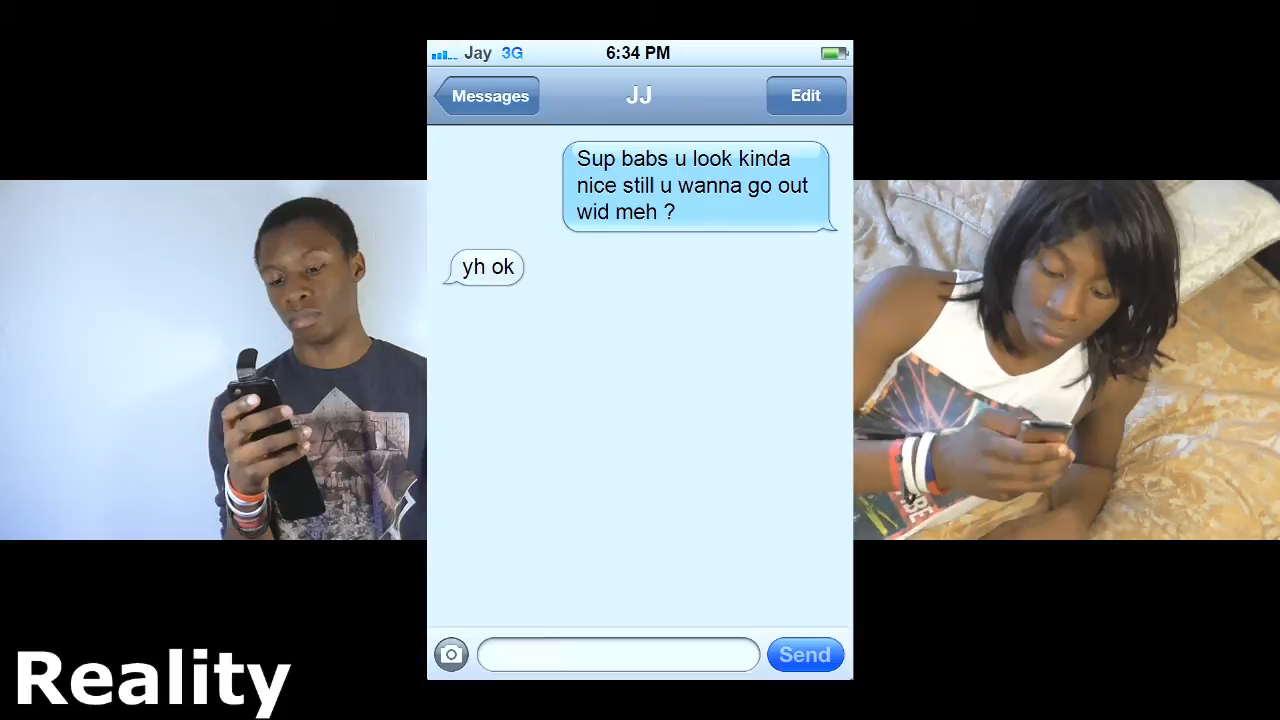 Jay 3G 6:34 PM
Messages JJ Edit
Sup babs u look kinda
nice still u wanna go out
wid meh ?
yh ok
Send
Reality